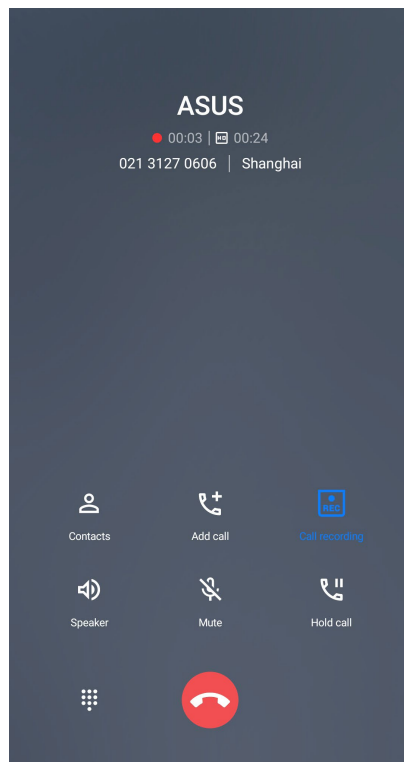 ASUS
00:03 | HD 00:24
021 3127 0606 | Shanghai
Contacts
Add call
REC
Call recording
Speaker
Mute
Hold call